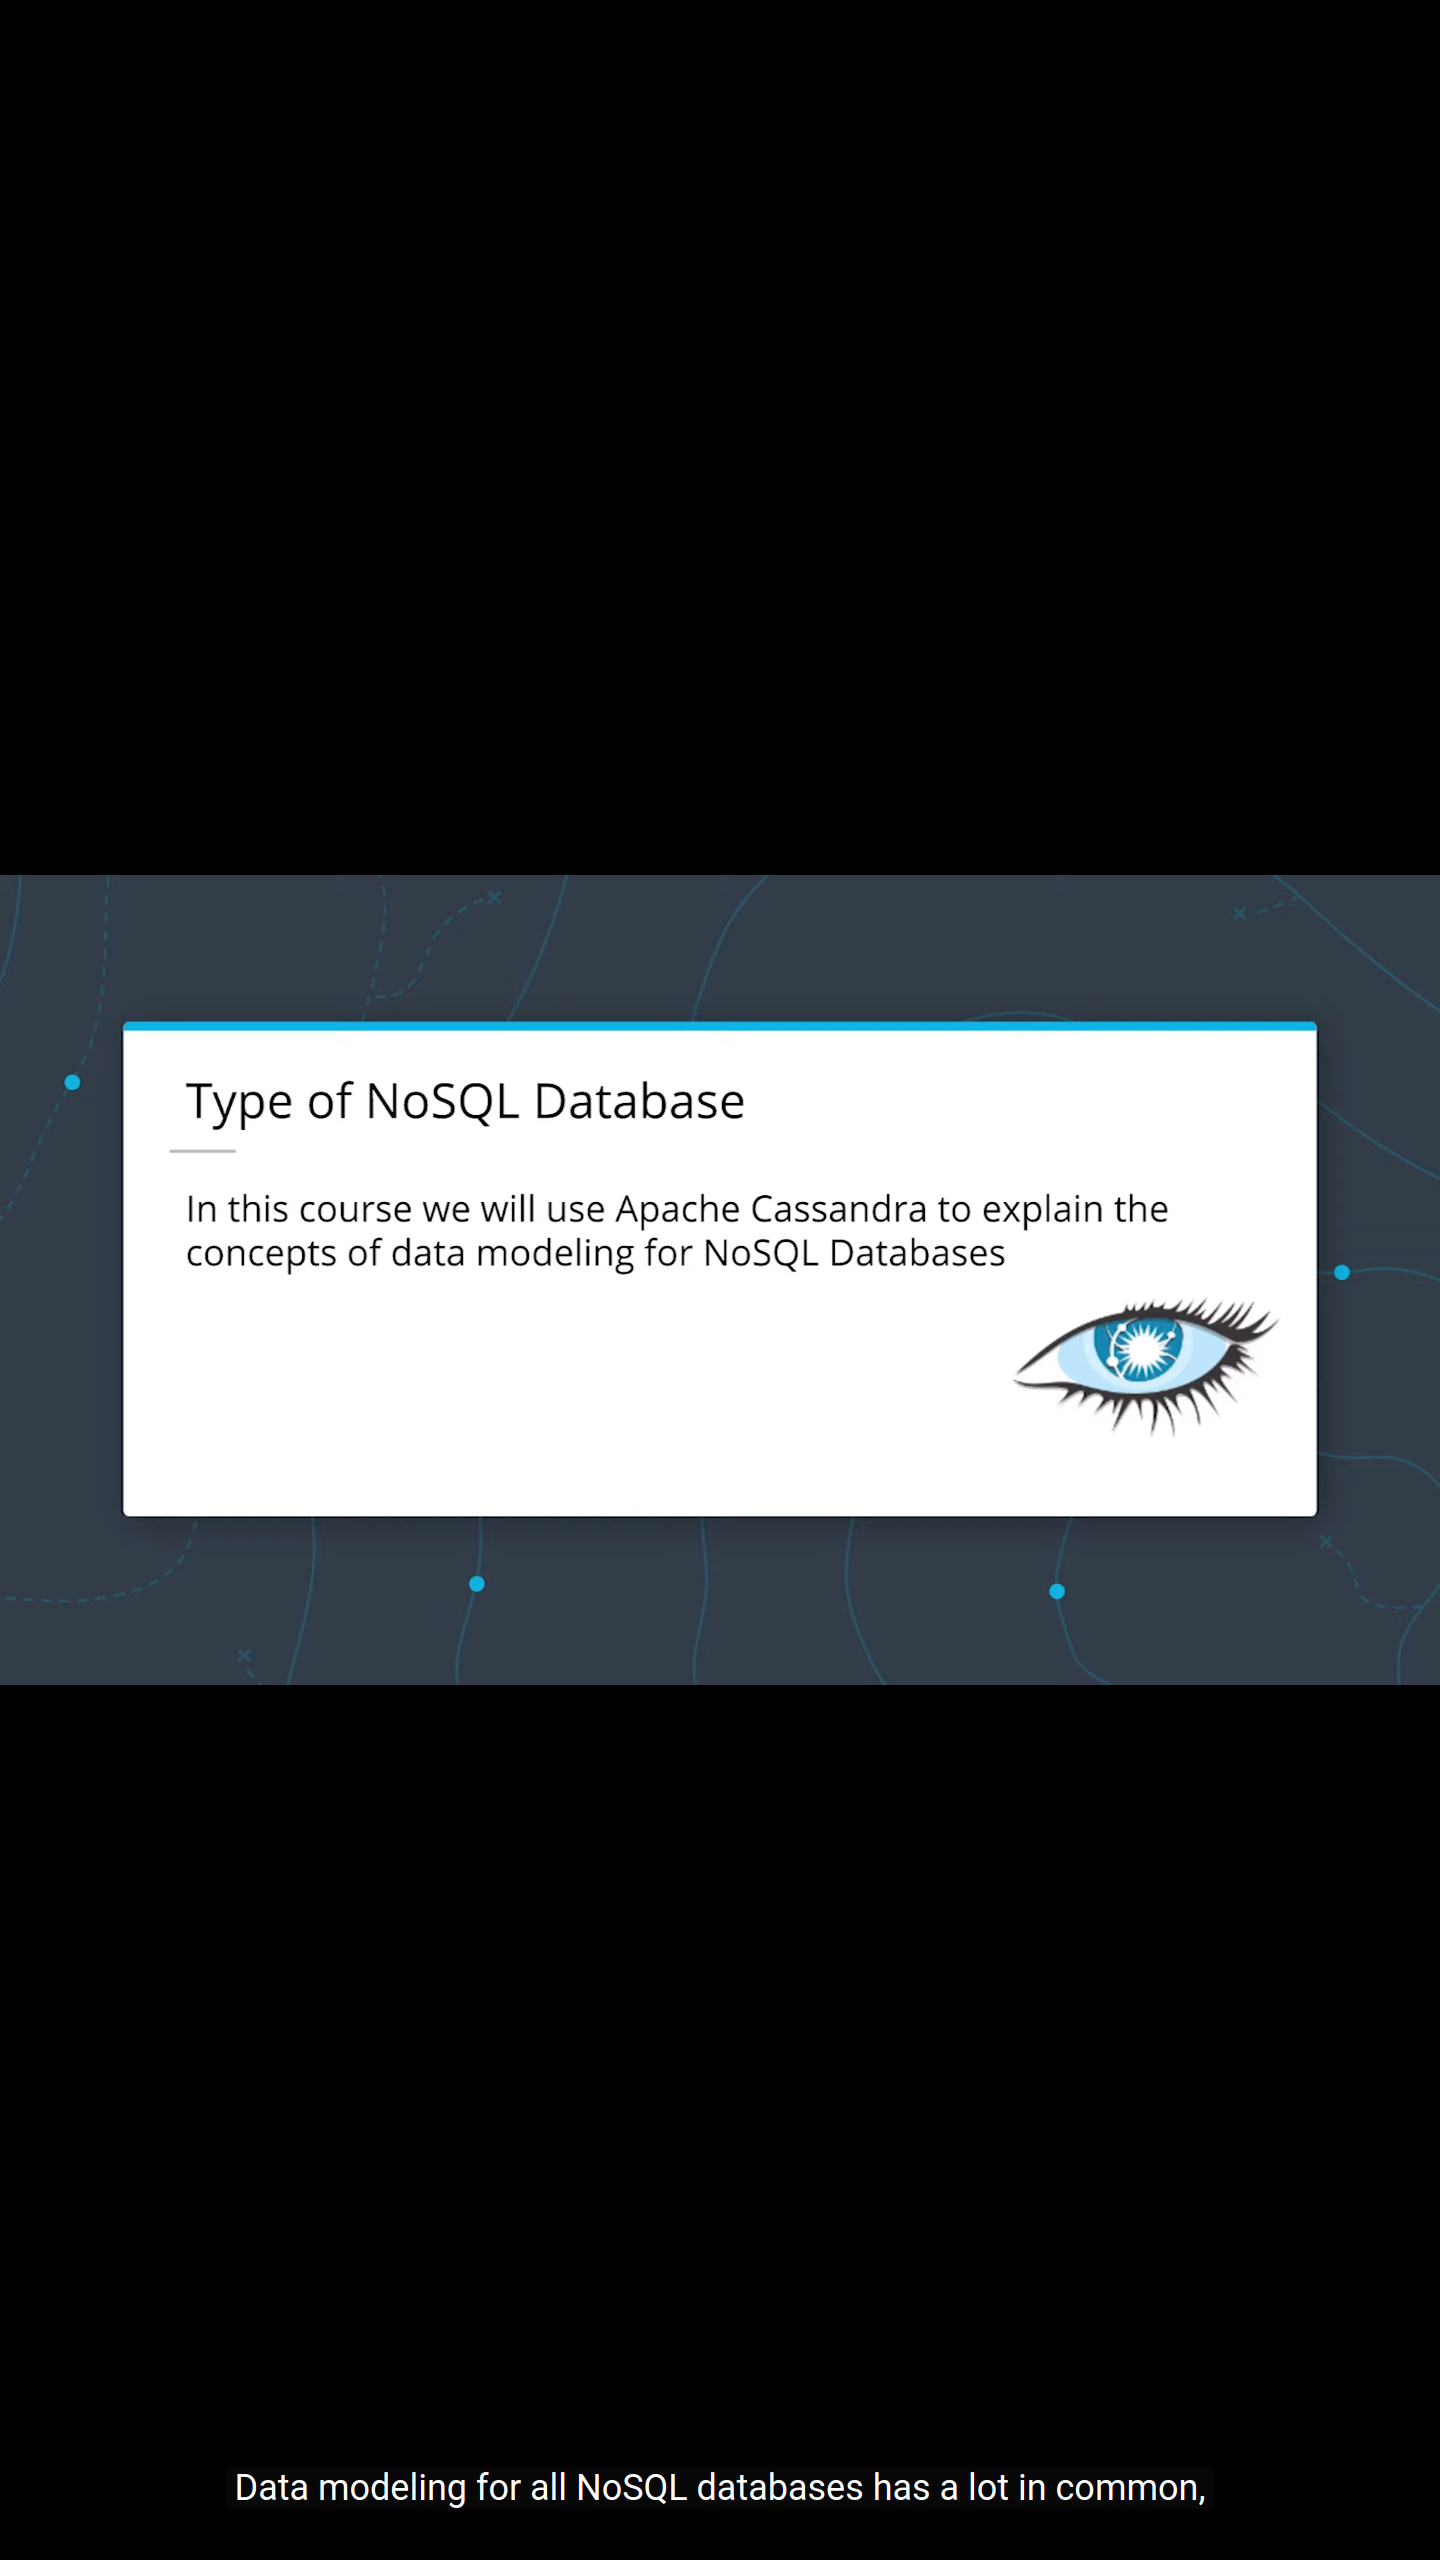 Type of NoSQL Database
In this course we will use Apache Cassandra to explain the
concepts of data modeling for NoSQL Databases
Data modeling for all NoSQL databases has a lot in common,